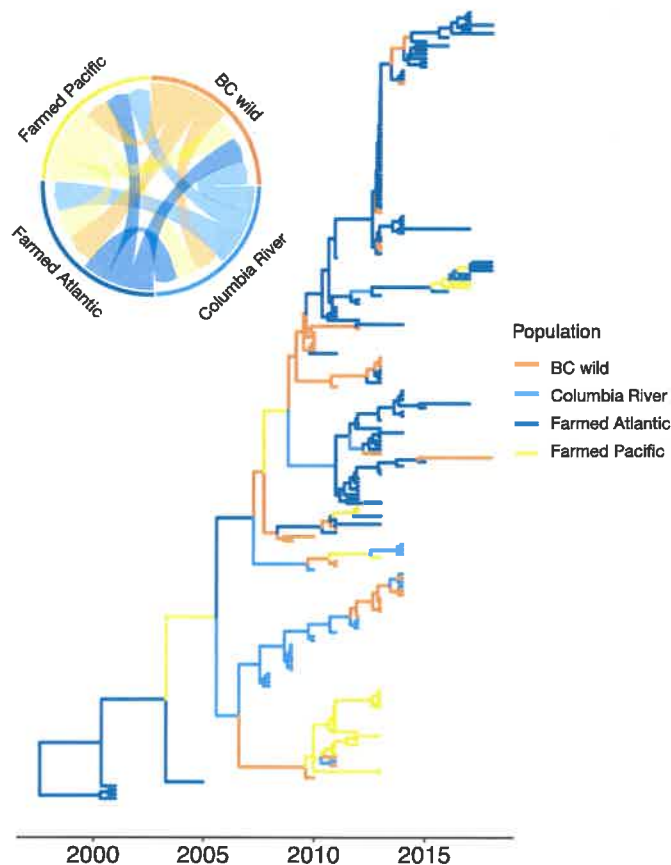 Farmed Pacific
BC wild
Farmed Atlantic
Columbia River
Population
BC wild
Columbia River
Farmed Atlantic
Farmed Pacific
2000 2005 2010 2015